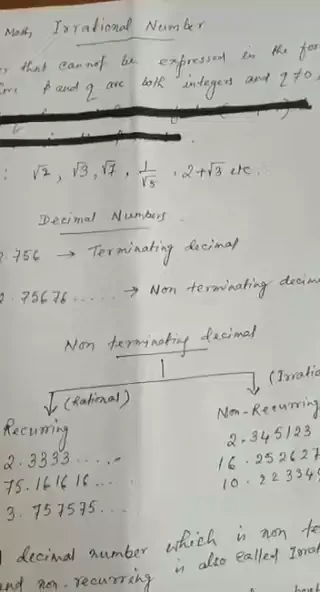 Math Irrational Number
that cannot be expressed in the
p and q are both integers and q ≠ 0
: √2, √3, √7, 1/√5, 2+√3 etc.
Decimal Numbers
.756 → Terminating decimal
2.75676..... → Non terminating decim
Non terminating decimal
(Rational) (Irratio
Recurring Non-Recurring
2.3333..... 2.345123
75.161616... 16.252627
3.757575.... 10.22334
decimal number which is non te
and non-recurring is also called Irrat